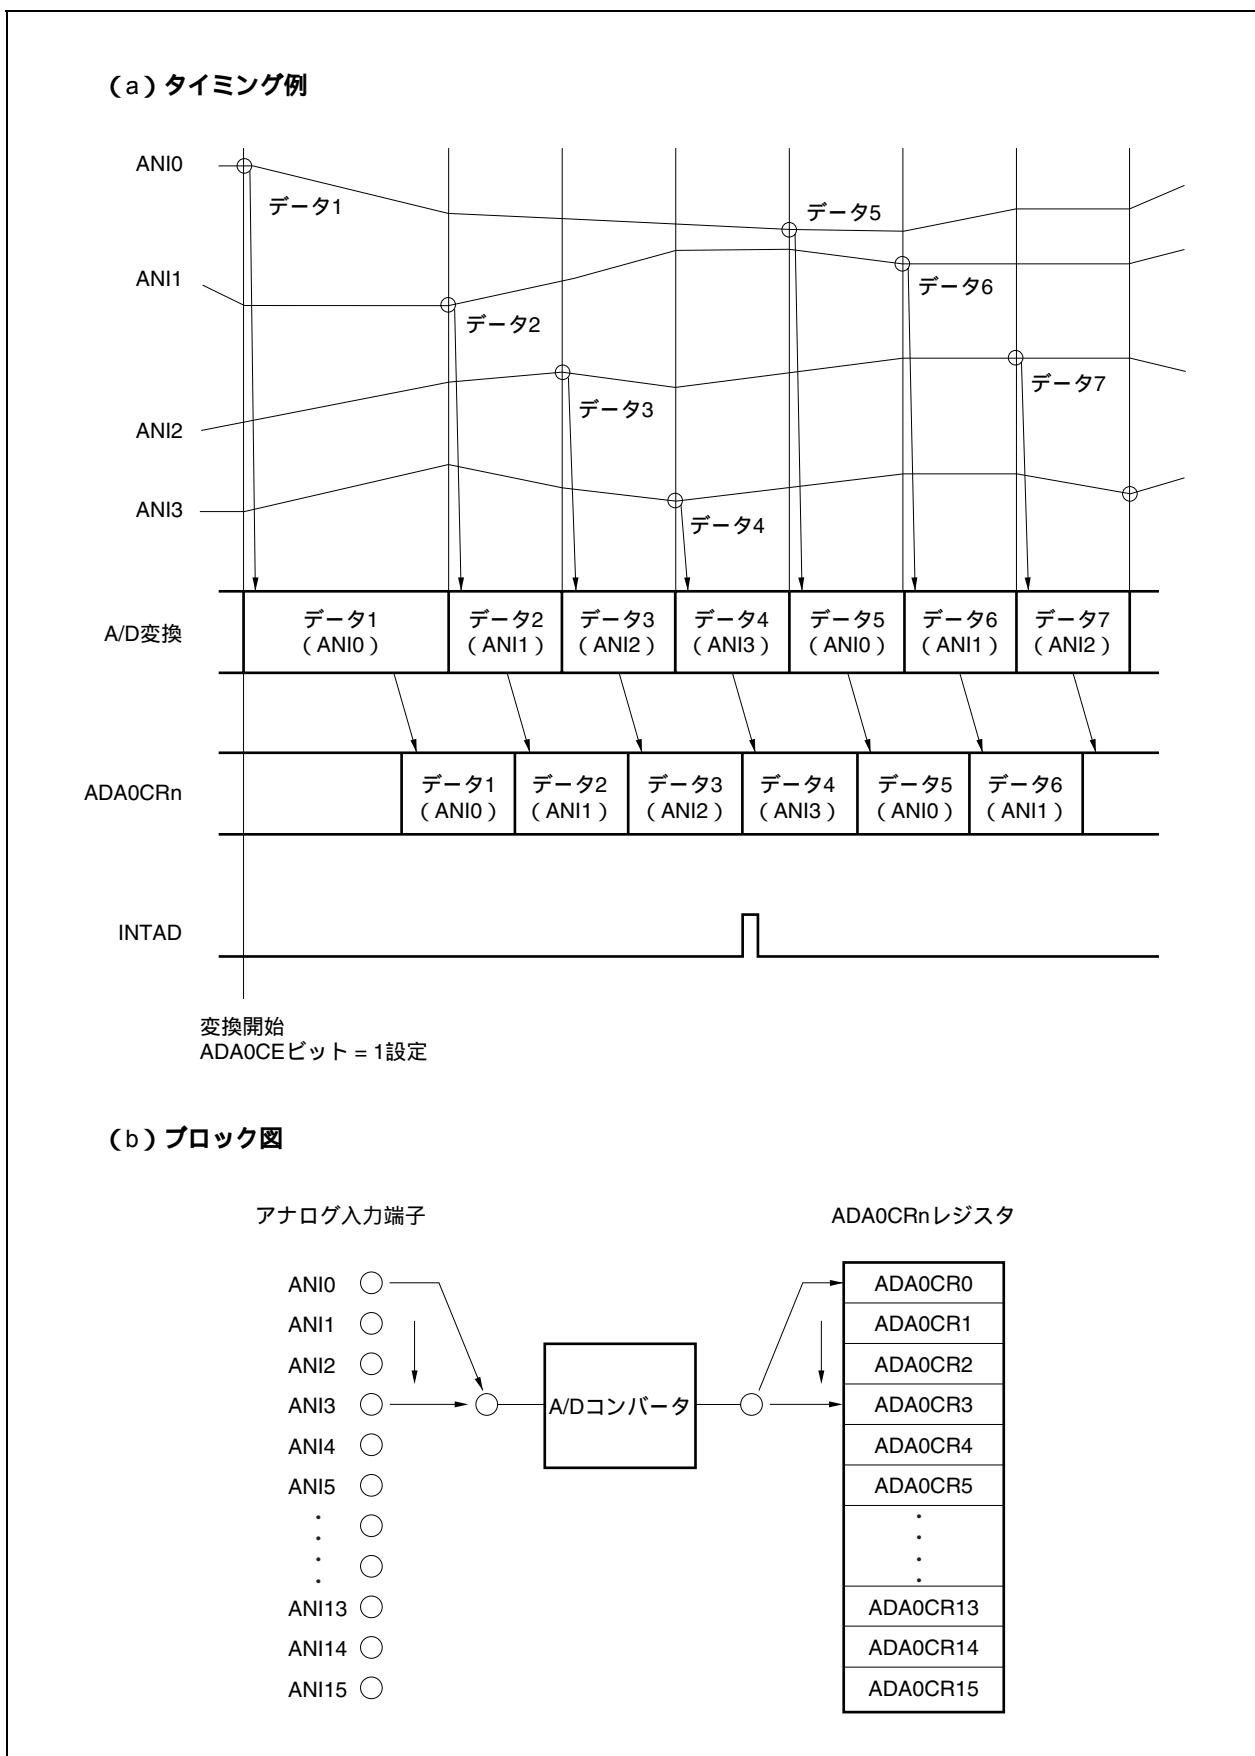 （a）タイミング例
ANI0
データ1
データ5
ANI1
データ6
データ2
データ7
データ3
ANI2
ANI3
データ4
A/D変換
データ1
（ANI0）
データ2
（ANI1）
データ3
（ANI2）
データ4
（ANI3）
データ5
（ANI0）
データ6
（ANI1）
データ7
（ANI2）
ADA0CRn
データ1
（ANI0）
データ2
（ANI1）
データ3
（ANI2）
データ4
（ANI3）
データ5
（ANI0）
データ6
（ANI1）
INTAD
変換開始
ADA0CEビット = 1設定
（b）ブロック図
アナログ入力端子
ADA0CRnレジスタ
ANI0
ANI1
ANI2
ANI3
ANI4
ANI5
ANI13
ANI14
ANI15
A/Dコンバータ
ADA0CR0
ADA0CR1
ADA0CR2
ADA0CR3
ADA0CR4
ADA0CR5
ADA0CR13
ADA0CR14
ADA0CR15